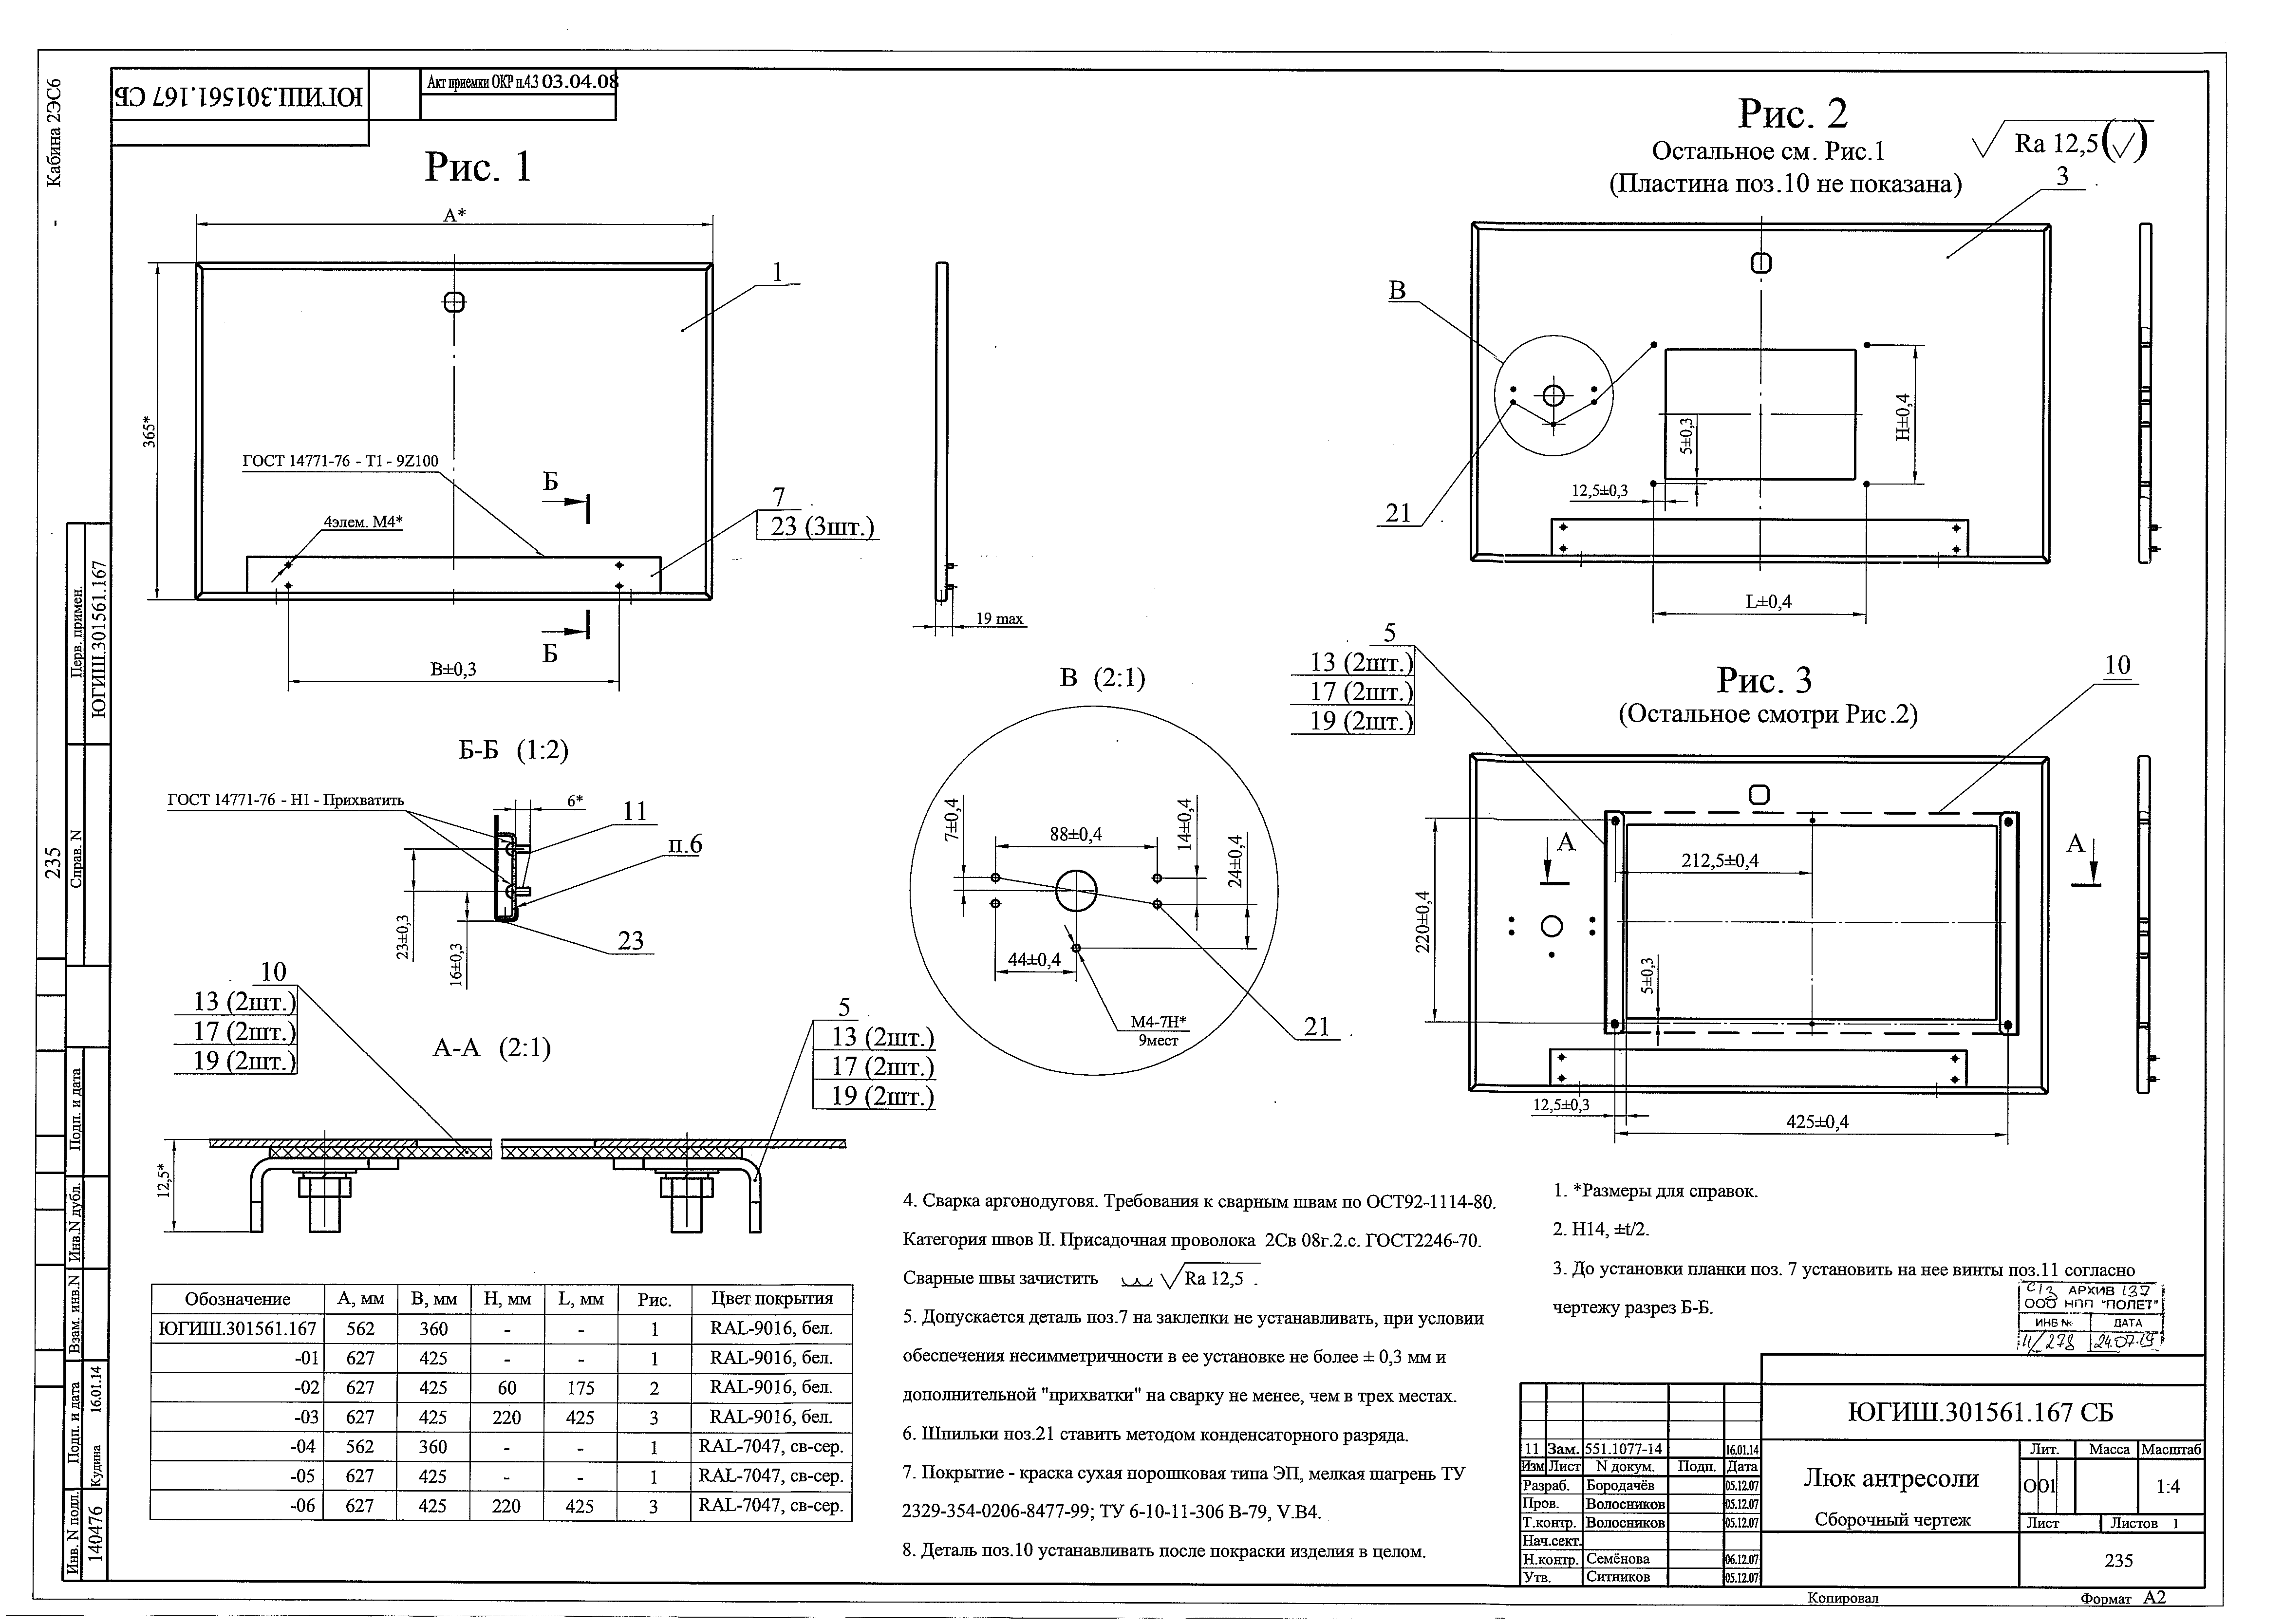 Кабина 2ЭС6
ЮГИШ.301561.167 СБ
Акт приемки ОКР п.4.3 03.04.08
Рис. 1
A*
365*
1
ГОСТ 14771-76 - Т1 - 9Z100
4элем. М4*
Б
Б
7
23 (3шт.)
В±0,3
19 max
Рис. 2
Остальное см. Рис.1
(Пластина поз.10 не показана)
Ra 12,5
3
В
21
5±0,3
12,5±0,3
H±0,4
L±0,4
Б-Б (1:2)
ГОСТ 14771-76 - Н1 - Прихватить
6*
11
п.6
23
23±0,3
16±0,3
В (2:1)
7±0,4
88±0,4
14±0,4
24±0,4
44±0,4
М4-7Н*
9мест
21
Рис. 3
(Остальное смотри Рис.2)
5
13 (2шт.)
17 (2шт.)
19 (2шт.)
10
А
А
212,5±0,4
220±0,4
5±0,3
12,5±0,3
425±0,4
А-А (2:1)
10
13 (2шт.)
17 (2шт.)
19 (2шт.)
5
13 (2шт.)
17 (2шт.)
19 (2шт.)
12,5*
Обозначение А, мм В, мм Н, мм L, мм Рис. Цвет покрытия
ЮГИШ.301561.167 562 360 - - 1 RAL-9016, бел.
-01 627 425 - - 1 RAL-9016, бел.
-02 627 425 60 175 2 RAL-9016, бел.
-03 627 425 220 425 3 RAL-9016, бел.
-04 562 360 - - 1 RAL-7047, св-сер.
-05 627 425 - - 1 RAL-7047, св-сер.
-06 627 425 220 425 3 RAL-7047, св-сер.
1. *Размеры для справок.
2. Н14, ±t/2.
3. До установки планки поз. 7 установить на нее винты поз.11 согласно
чертежу разрез Б-Б.
4. Сварка аргонодуговя. Требования к сварным швам по ОСТ92-1114-80.
Категория швов II. Присадочная проволока 2Св 08г.2.с. ГОСТ2246-70.
Сварные швы зачистить Ra 12,5 .
5. Допускается деталь поз.7 на заклепки не устанавливать, при условии
обеспечения несимметричности в ее установке не более ± 0,3 мм и
дополнительной "прихватки" на сварку не менее, чем в трех местах.
6. Шпильки поз.21 ставить методом конденсаторного разряда.
7. Покрытие - краска сухая порошковая типа ЭП, мелкая шагрень ТУ
2329-354-0206-8477-99; ТУ 6-10-11-306 В-79, V.В4.
8. Деталь поз.10 устанавливать после покраски изделия в целом.
АРХИВ 137
ООО НПП "ПОЛЕТ"
ИНВ № ДАТА
11/278 24.07.19
ЮГИШ.301561.167 СБ
Люк антресоли
Сборочный чертеж
Лит. Масса Масштаб
О01 1:4
Лист Листов 1
235
11 Зам. 551.1077-14 16.01.14
Изм Лист N докум. Подп. Дата
Разраб. Бородачёв 05.12.07
Пров. Волосников 05.12.07
Т.контр. Волосников 05.12.07
Нач.сект.
Н.контр. Семёнова 06.12.07
Утв. Ситников 05.12.07
Копировал Формат А2
Перв. примен.
ЮГИШ.301561.167
Справ. N
235
Подп. и дата
Инв.N дубл.
Взам. инв.N
Подп. и дата
Кудина 16.01.14
Инв. N подл.
140476